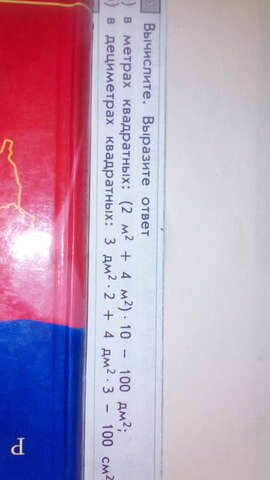 Вычислите. Выразите ответ
) в метрах квадратных: (2 м² + 4 м²) · 10 − 100 дм²;
) в дециметрах квадратных: 3 дм² · 2 + 4 дм² · 3 − 100 см²
Р